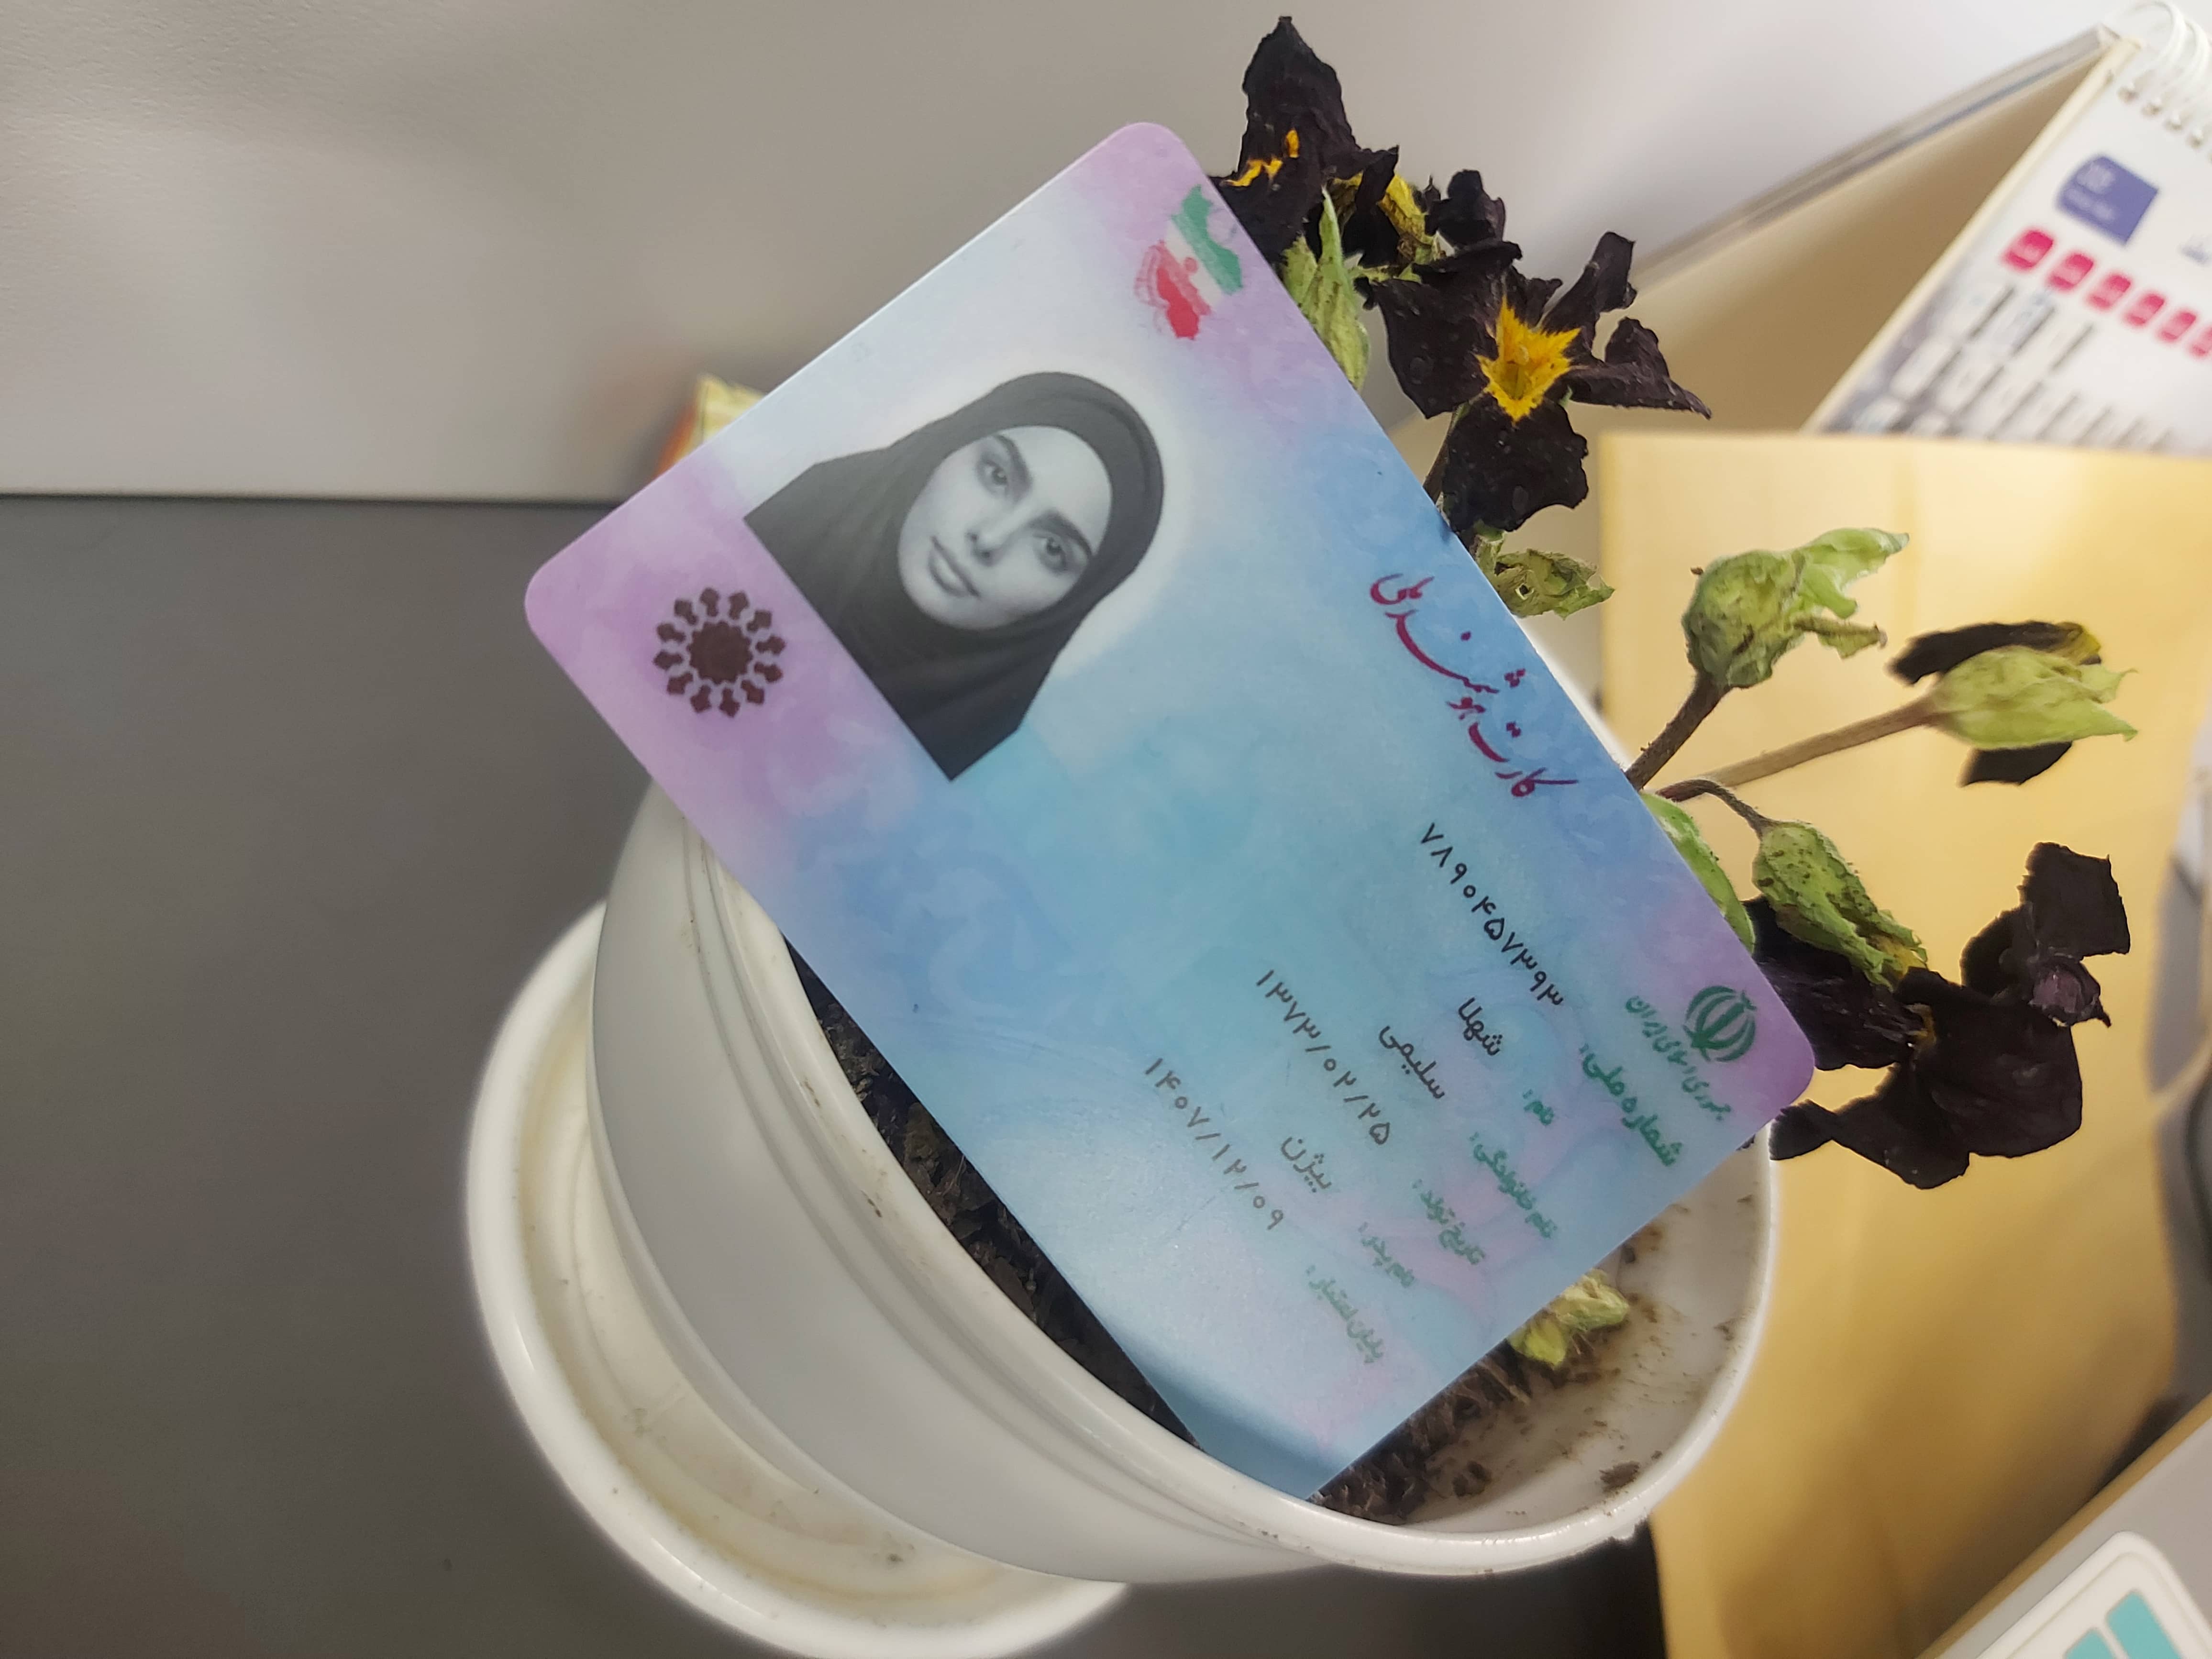 جمهوری اسلامی ایران
کارت هوشمند ملی
شماره ملی: ۷۸۹۰۴۵۷۳۹۳
نام: شهلا
نام خانوادگی: سلیمی
تاریخ تولد: ۱۳۷۳/۰۲/۲۵
نام پدر: بیژن
پایان اعتبار: ۱۴۰۷/۱۲/۰۹